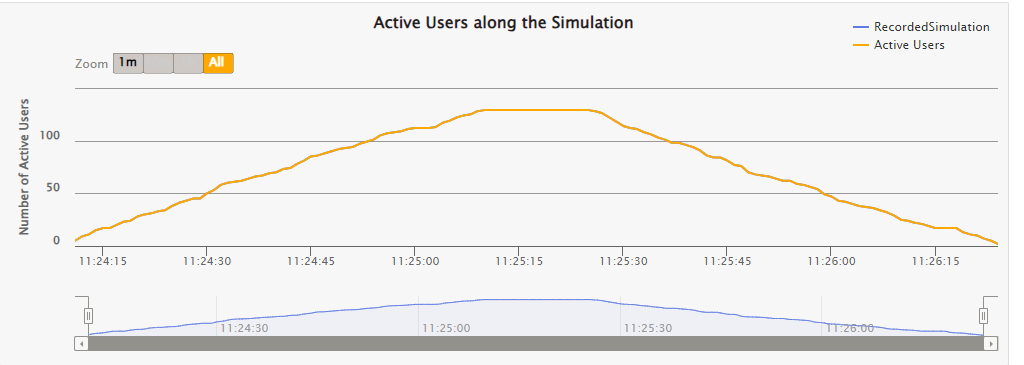 Active Users along the Simulation
RecordedSimulation
Active Users
Zoom 1m All
Number of Active Users
100
50
0
11:24:15 11:24:30 11:24:45 11:25:00 11:25:15 11:25:30 11:25:45 11:26:00 11:26:15
11:24:30 11:25:00 11:25:30 11:26:00